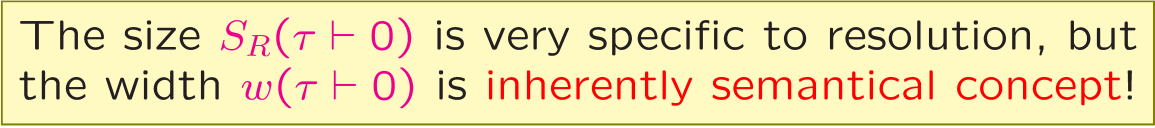 The size S_R(τ ⊢ 0) is very specific to resolution, but
the width w(τ ⊢ 0) is inherently semantical concept!